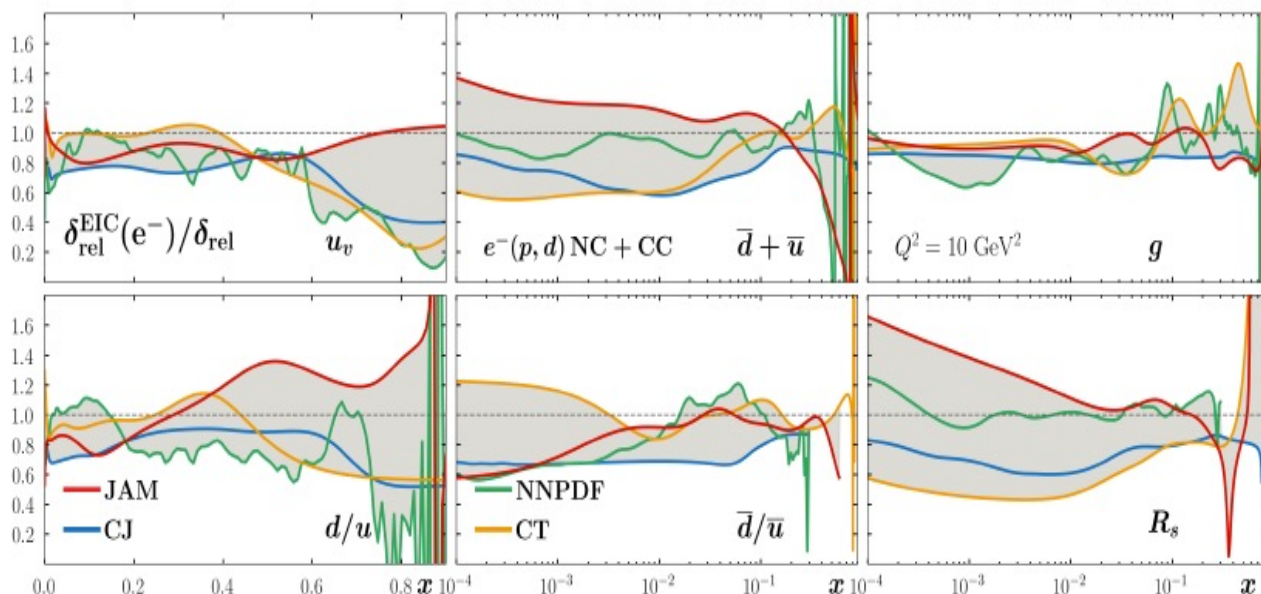 1.6
1.4
1.2
1.0
0.8
0.6
0.4
0.2
δ_rel^EIC(e⁻)/δ_rel
u_v
e⁻(p, d) NC + CC
d̄ + ū
Q² = 10 GeV²
g
1.6
1.4
1.2
1.0
0.8
0.6
0.4
0.2
JAM
CJ
d/u
NNPDF
CT
d̄/ū
R_s
0.0 0.2 0.4 0.6 0.8 x
10⁻⁴ 10⁻³ 10⁻² 10⁻¹ x
10⁻⁴ 10⁻³ 10⁻² 10⁻¹ x